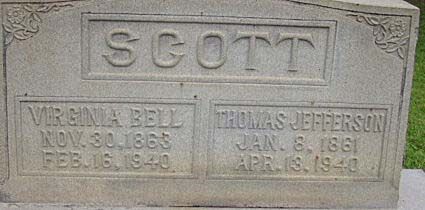 SCOTT
VIRGINIA BELL
NOV. 30, 1863
FEB. 16, 1940
THOMAS JEFFERSON
JAN. 8, 1861
APR. 13, 1940